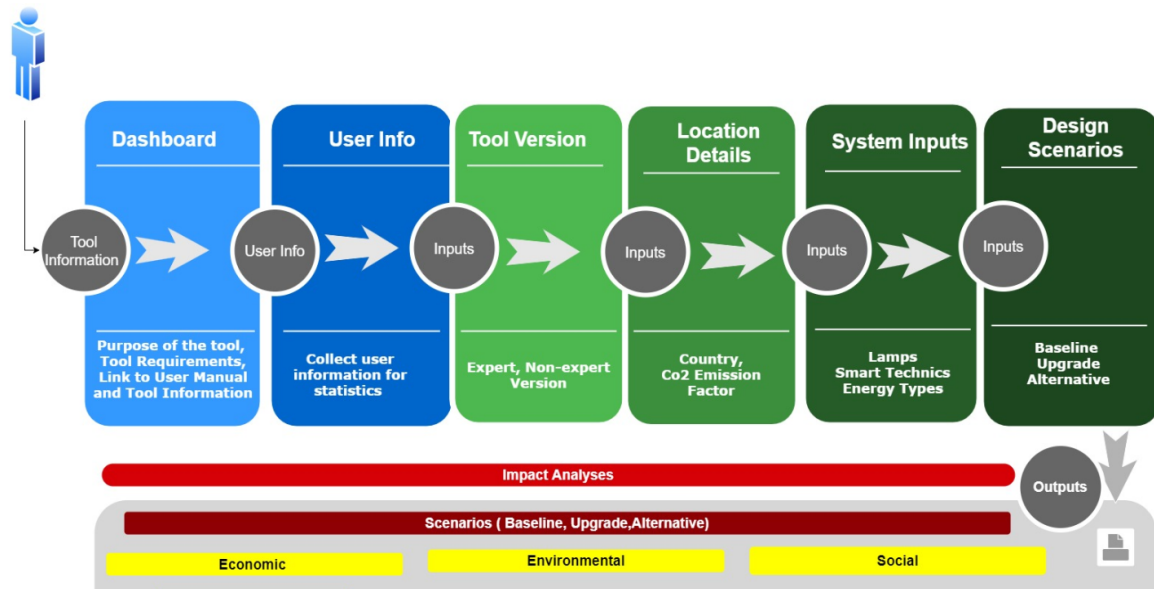 Dashboard
User Info
Tool Version
Location
Details
System Inputs
Design
Scenarios
Tool
Information
User Info
Inputs
Inputs
Inputs
Inputs
Purpose of the tool,
Tool Requirements,
Link to User Manual
and Tool Information
Collect user
information for
statistics
Expert, Non-expert
Version
Country,
Co2 Emission
Factor
Lamps
Smart Technics
Energy Types
Baseline
Upgrade
Alternative
Impact Analyses
Outputs
Scenarios ( Baseline, Upgrade,Alternative)
Economic
Environmental
Social